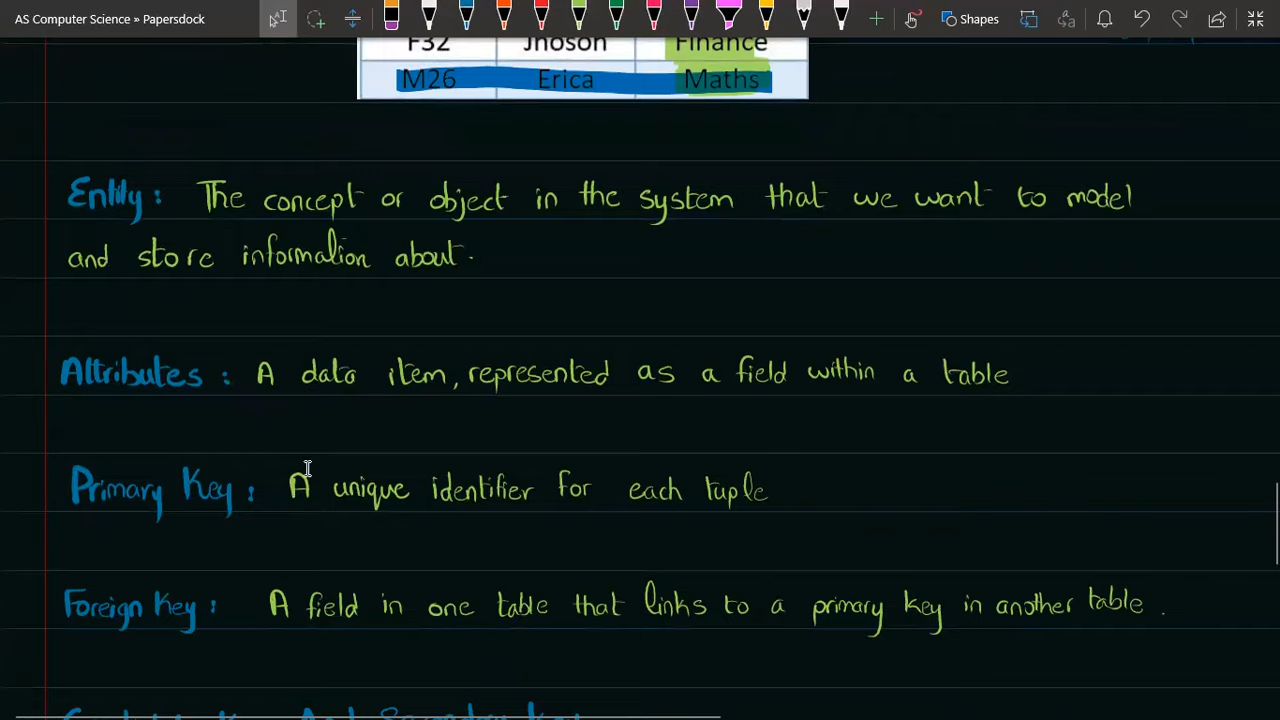 AS Computer Science » Papersdock
Shapes
F32 Jhoson Finance
M26 Erica Maths
Entity : The concept or object in the system that we want to model
and store information about.
Attributes : A data item, represented as a field within a table
Primary Key : A unique identifier for each tuple
Foreign Key : A field in one table that links to a primary key in another table .
And Secondary Key